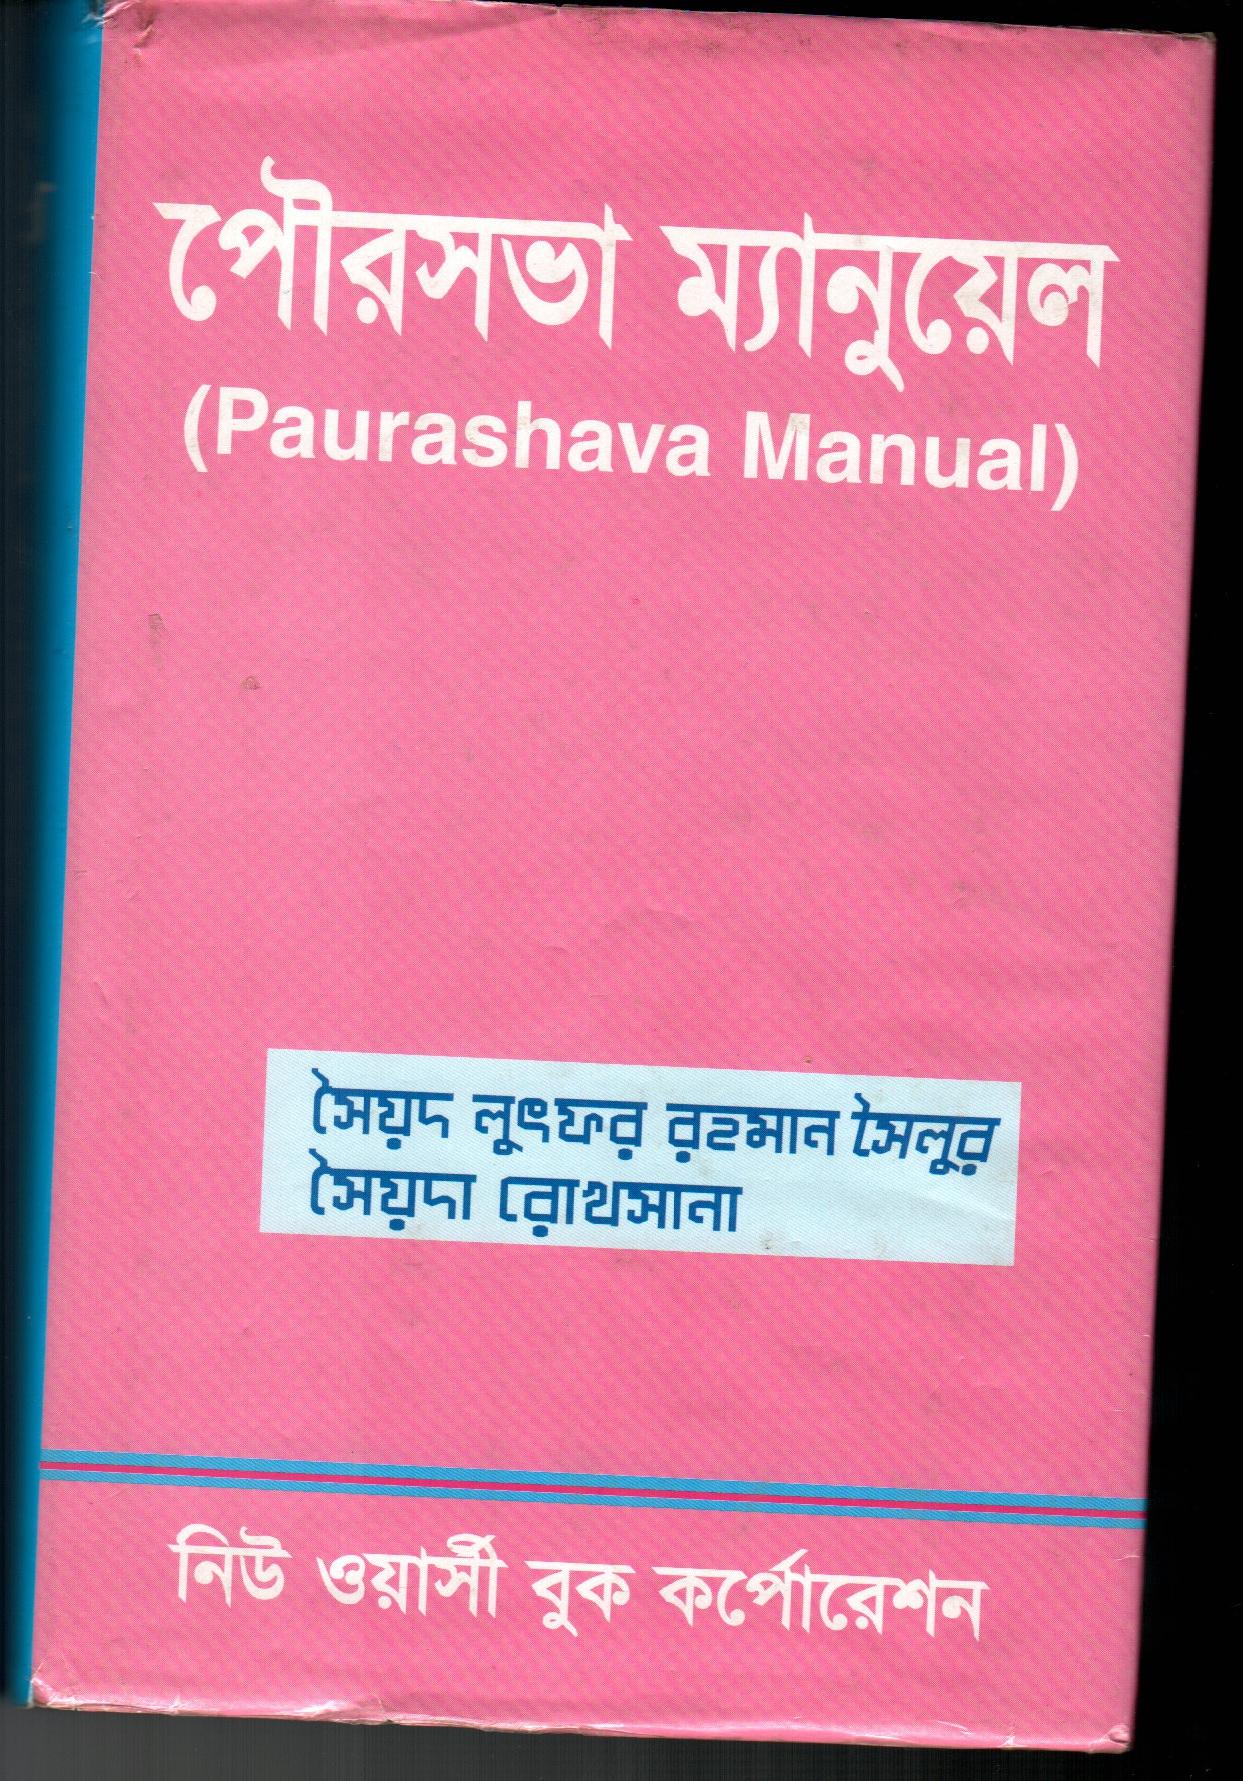 পৌরসভা ম্যানুয়েল
(Paurashava Manual)
সৈয়দ লুৎফর রহমান সৈলুর
সৈয়দা রোখসানা
নিউ ওয়ার্সী বুক কর্পোরেশন